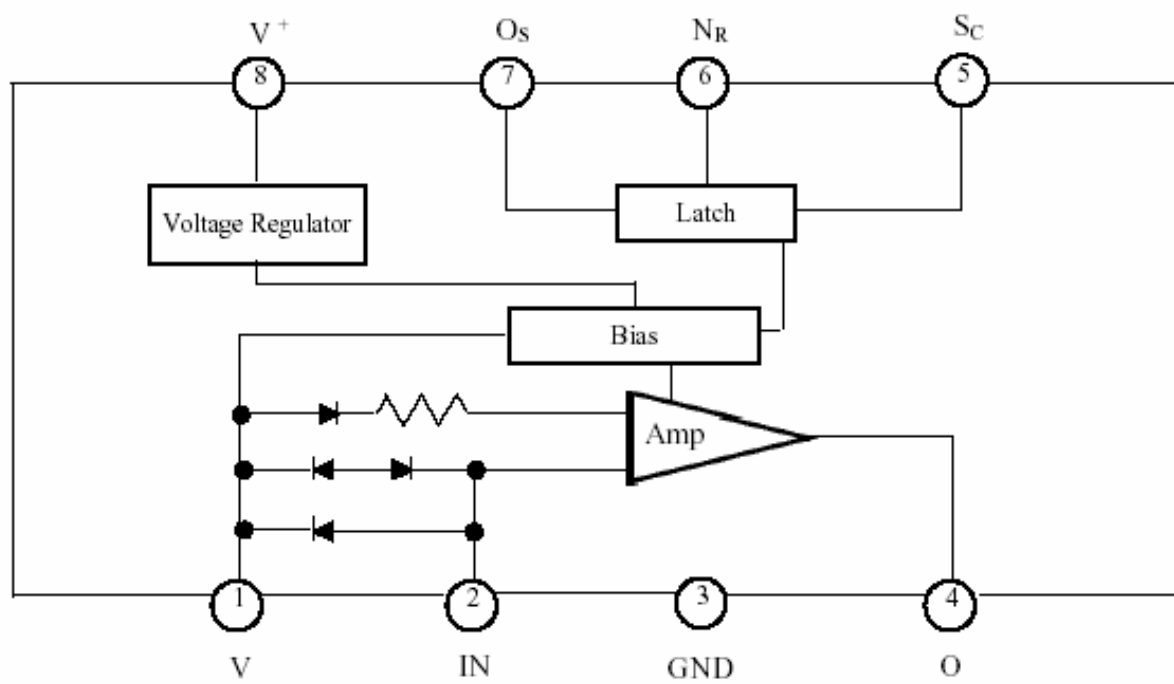 V + OS NR SC
8 7 6 5
Voltage Regulator
Latch
Bias
Amp
1 2 3 4
V IN GND O